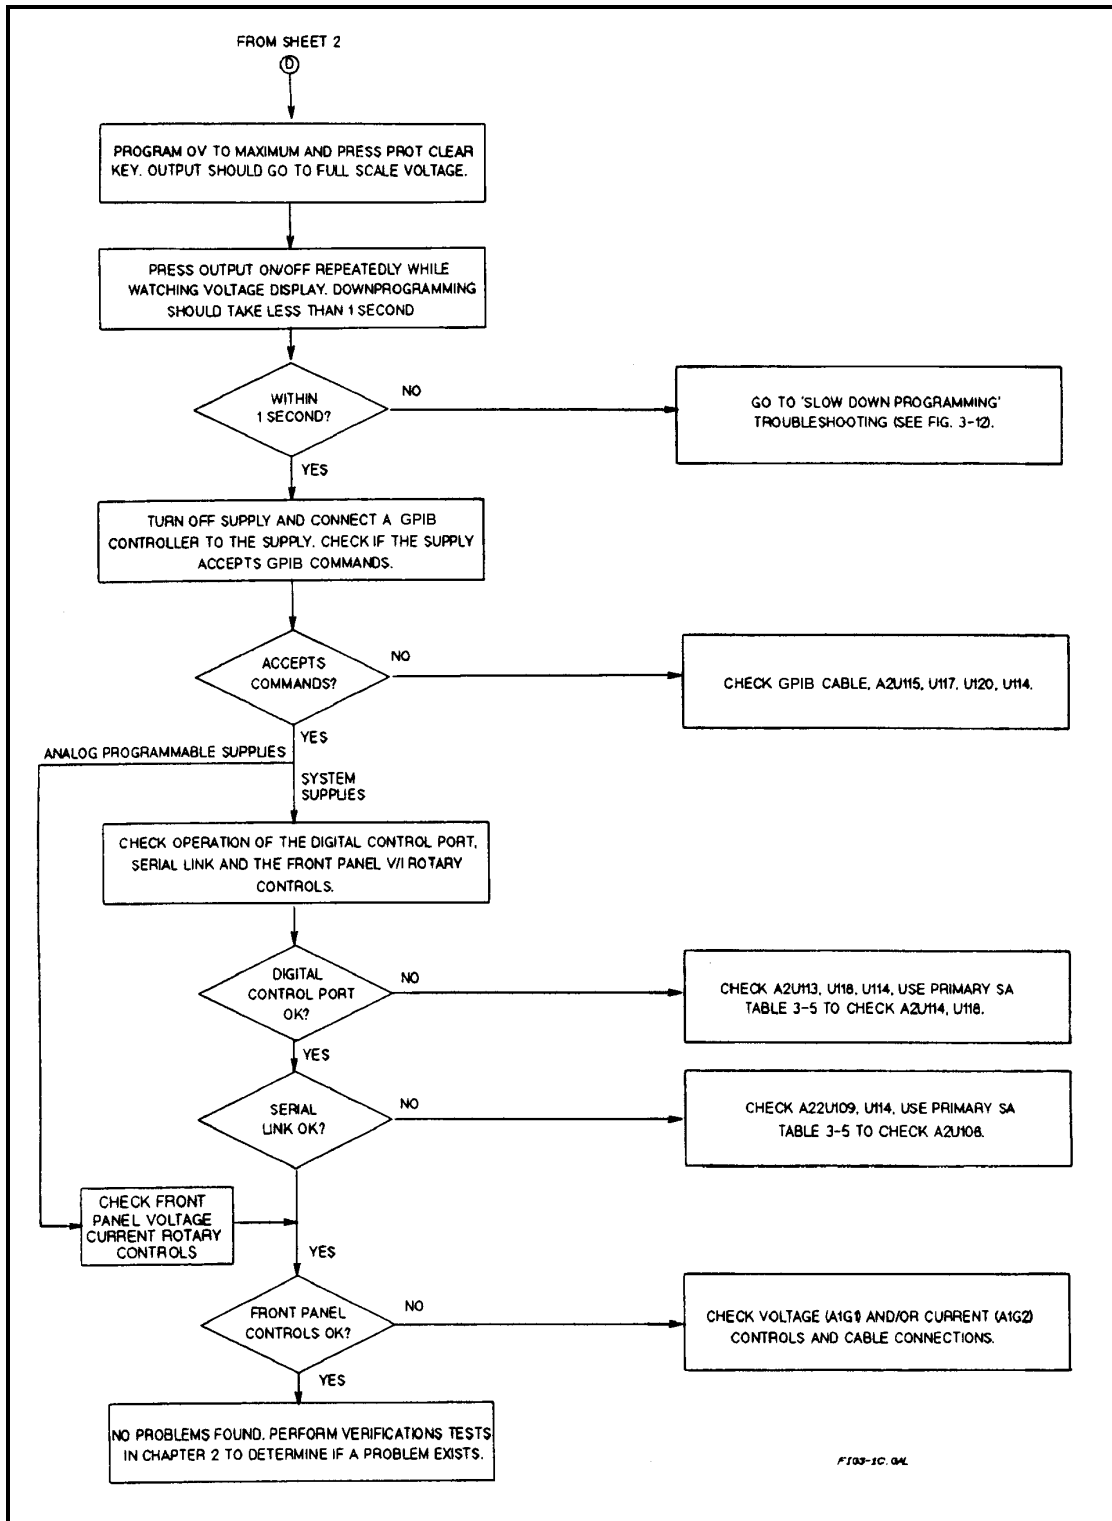 FROM SHEET 2
D
PROGRAM OV TO MAXIMUM AND PRESS PROT CLEAR
KEY. OUTPUT SHOULD GO TO FULL SCALE VOLTAGE.
PRESS OUTPUT ON/OFF REPEATEDLY WHILE
WATCHING VOLTAGE DISPLAY. DOWNPROGRAMMING
SHOULD TAKE LESS THAN 1 SECOND
WITHIN
1 SECOND?
NO
GO TO 'SLOW DOWN PROGRAMMING'
TROUBLESHOOTING (SEE FIG. 3-12).
YES
TURN OFF SUPPLY AND CONNECT A GPIB
CONTROLLER TO THE SUPPLY. CHECK IF THE SUPPLY
ACCEPTS GPIB COMMANDS.
ACCEPTS
COMMANDS?
NO
CHECK GPIB CABLE, A2U115, U117, U120, U114.
YES
ANALOG PROGRAMMABLE SUPPLIES
SYSTEM
SUPPLIES
CHECK OPERATION OF THE DIGITAL CONTROL PORT,
SERIAL LINK AND THE FRONT PANEL V/I ROTARY
CONTROLS.
DIGITAL
CONTROL PORT
OK?
NO
CHECK A2U113, U118, U114, USE PRIMARY SA
TABLE 3-5 TO CHECK A2U114, U118.
YES
SERIAL
LINK OK?
NO
CHECK A22U109, U114, USE PRIMARY SA
TABLE 3-5 TO CHECK A2U108.
CHECK FRONT
PANEL VOLTAGE
CURRENT ROTARY
CONTROLS
YES
FRONT PANEL
CONTROLS OK?
NO
CHECK VOLTAGE (A1G1) AND/OR CURRENT (A1G2)
CONTROLS AND CABLE CONNECTIONS.
YES
NO PROBLEMS FOUND. PERFORM VERIFICATIONS TESTS
IN CHAPTER 2 TO DETERMINE IF A PROBLEM EXISTS.
FIG3-1C.GAL